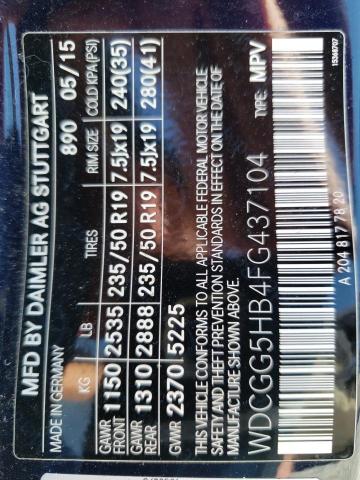 MFD BY DAIMLER AG STUTTGART
MADE IN GERMANY 890 05/15
KG LB TIRES RIM SIZE COLD KPA(PSI)
GAWR FRONT 1150 2535 235/50 R19 7.5Jx19 240(35)
GAWR REAR 1310 2888 235/50 R19 7.5Jx19 280(41)
GVWR 2370 5225
THIS VEHICLE CONFORMS TO ALL APPLICABLE FEDERAL MOTOR VEHICLE
SAFETY AND THEFT PREVENTION STANDARDS IN EFFECT ON THE DATE OF
MANUFACTURE SHOWN ABOVE.
WDCGG5HB4FG437104 TYPE: MPV
A 204 817 78 20